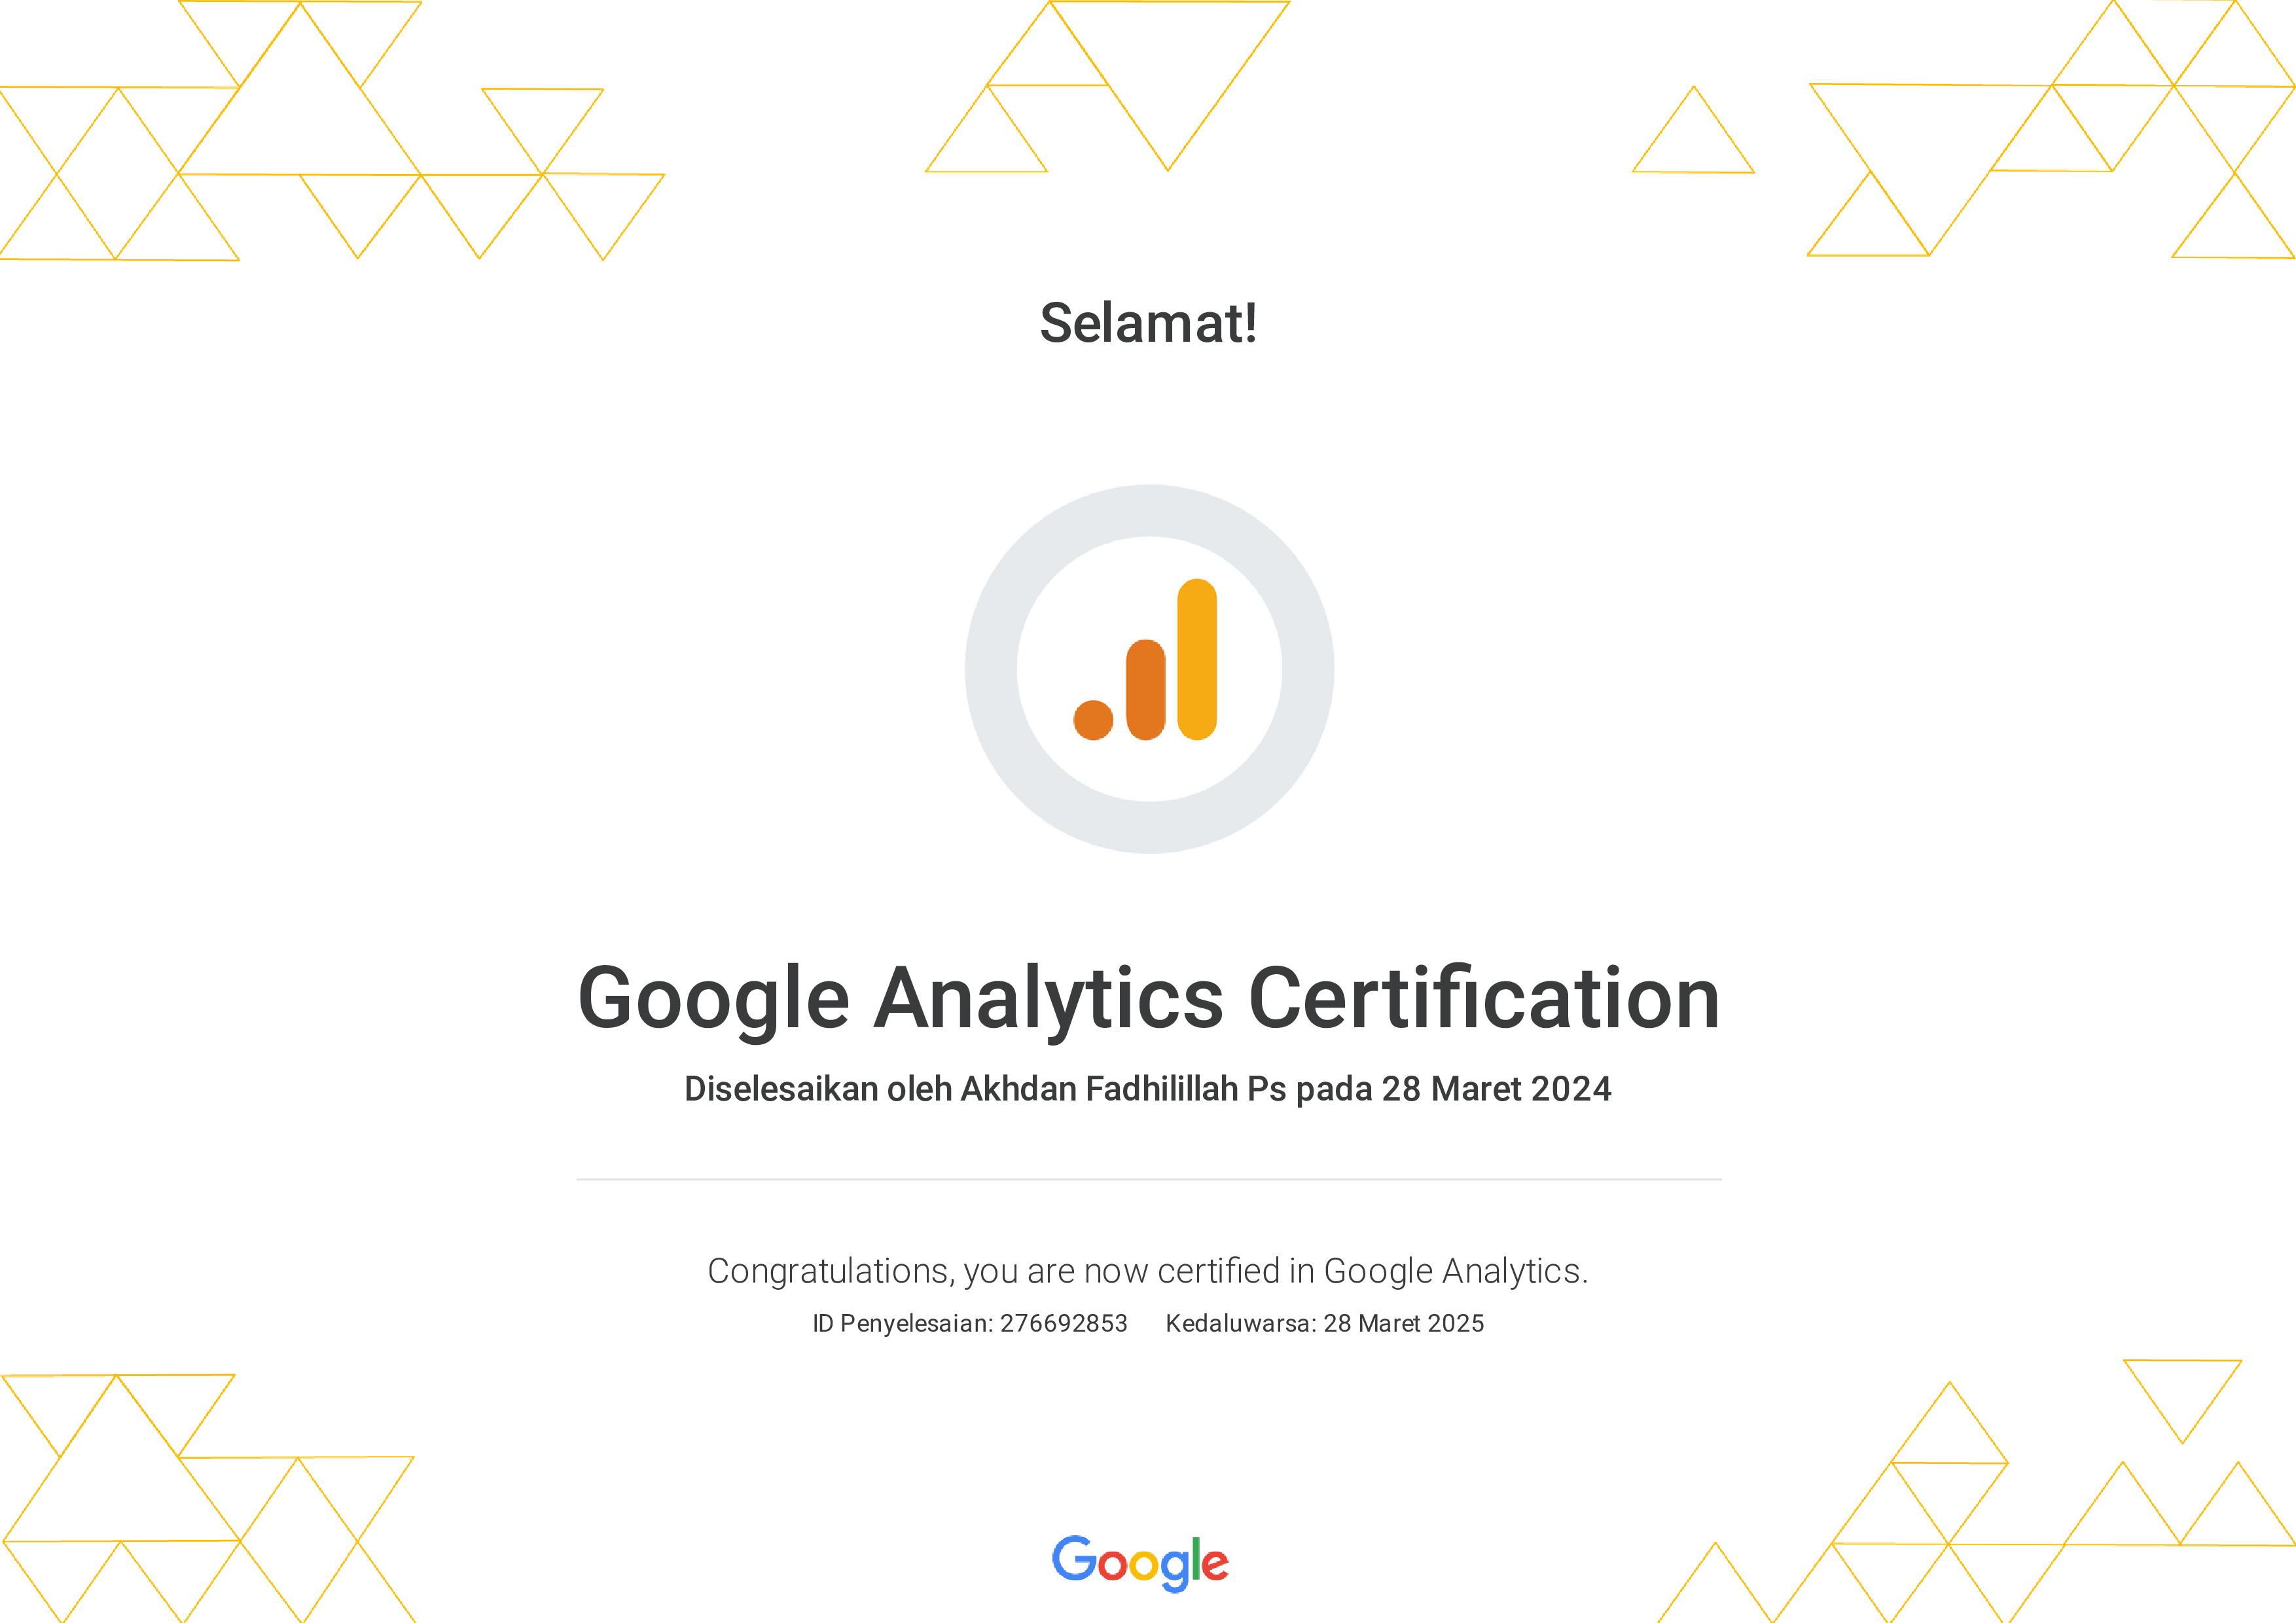 Selamat!
Google Analytics Certification
Diselesaikan oleh Akhdan Fadhilillah Ps pada 28 Maret 2024
Congratulations, you are now certified in Google Analytics.
ID Penyelesaian: 276692853 Kedaluwarsa: 28 Maret 2025
Google